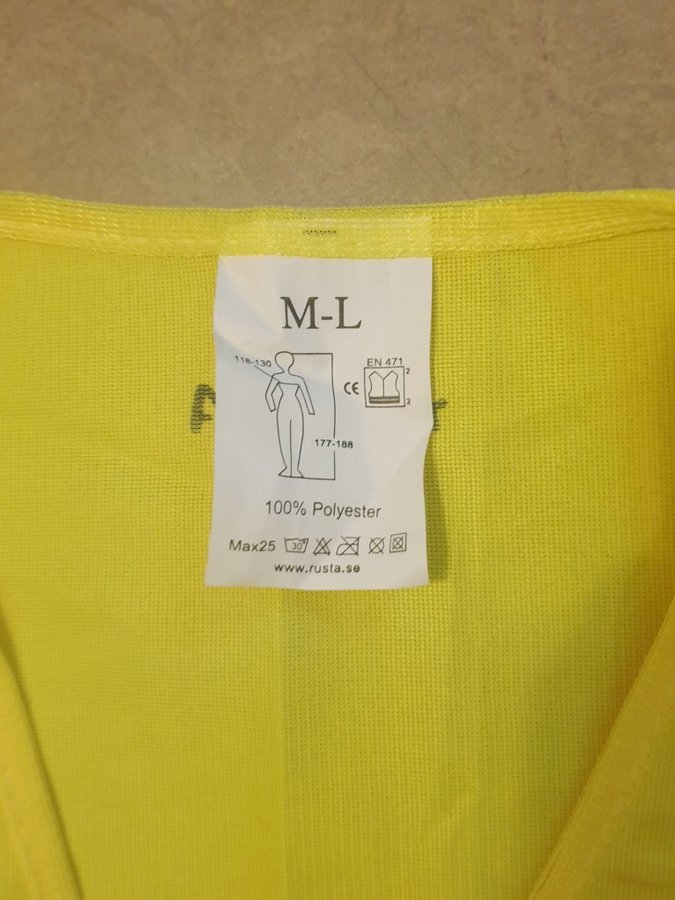 M-L
116-130
EN 471
CE
2
2
177-188
100% Polyester
Max25 30°
www.rusta.se